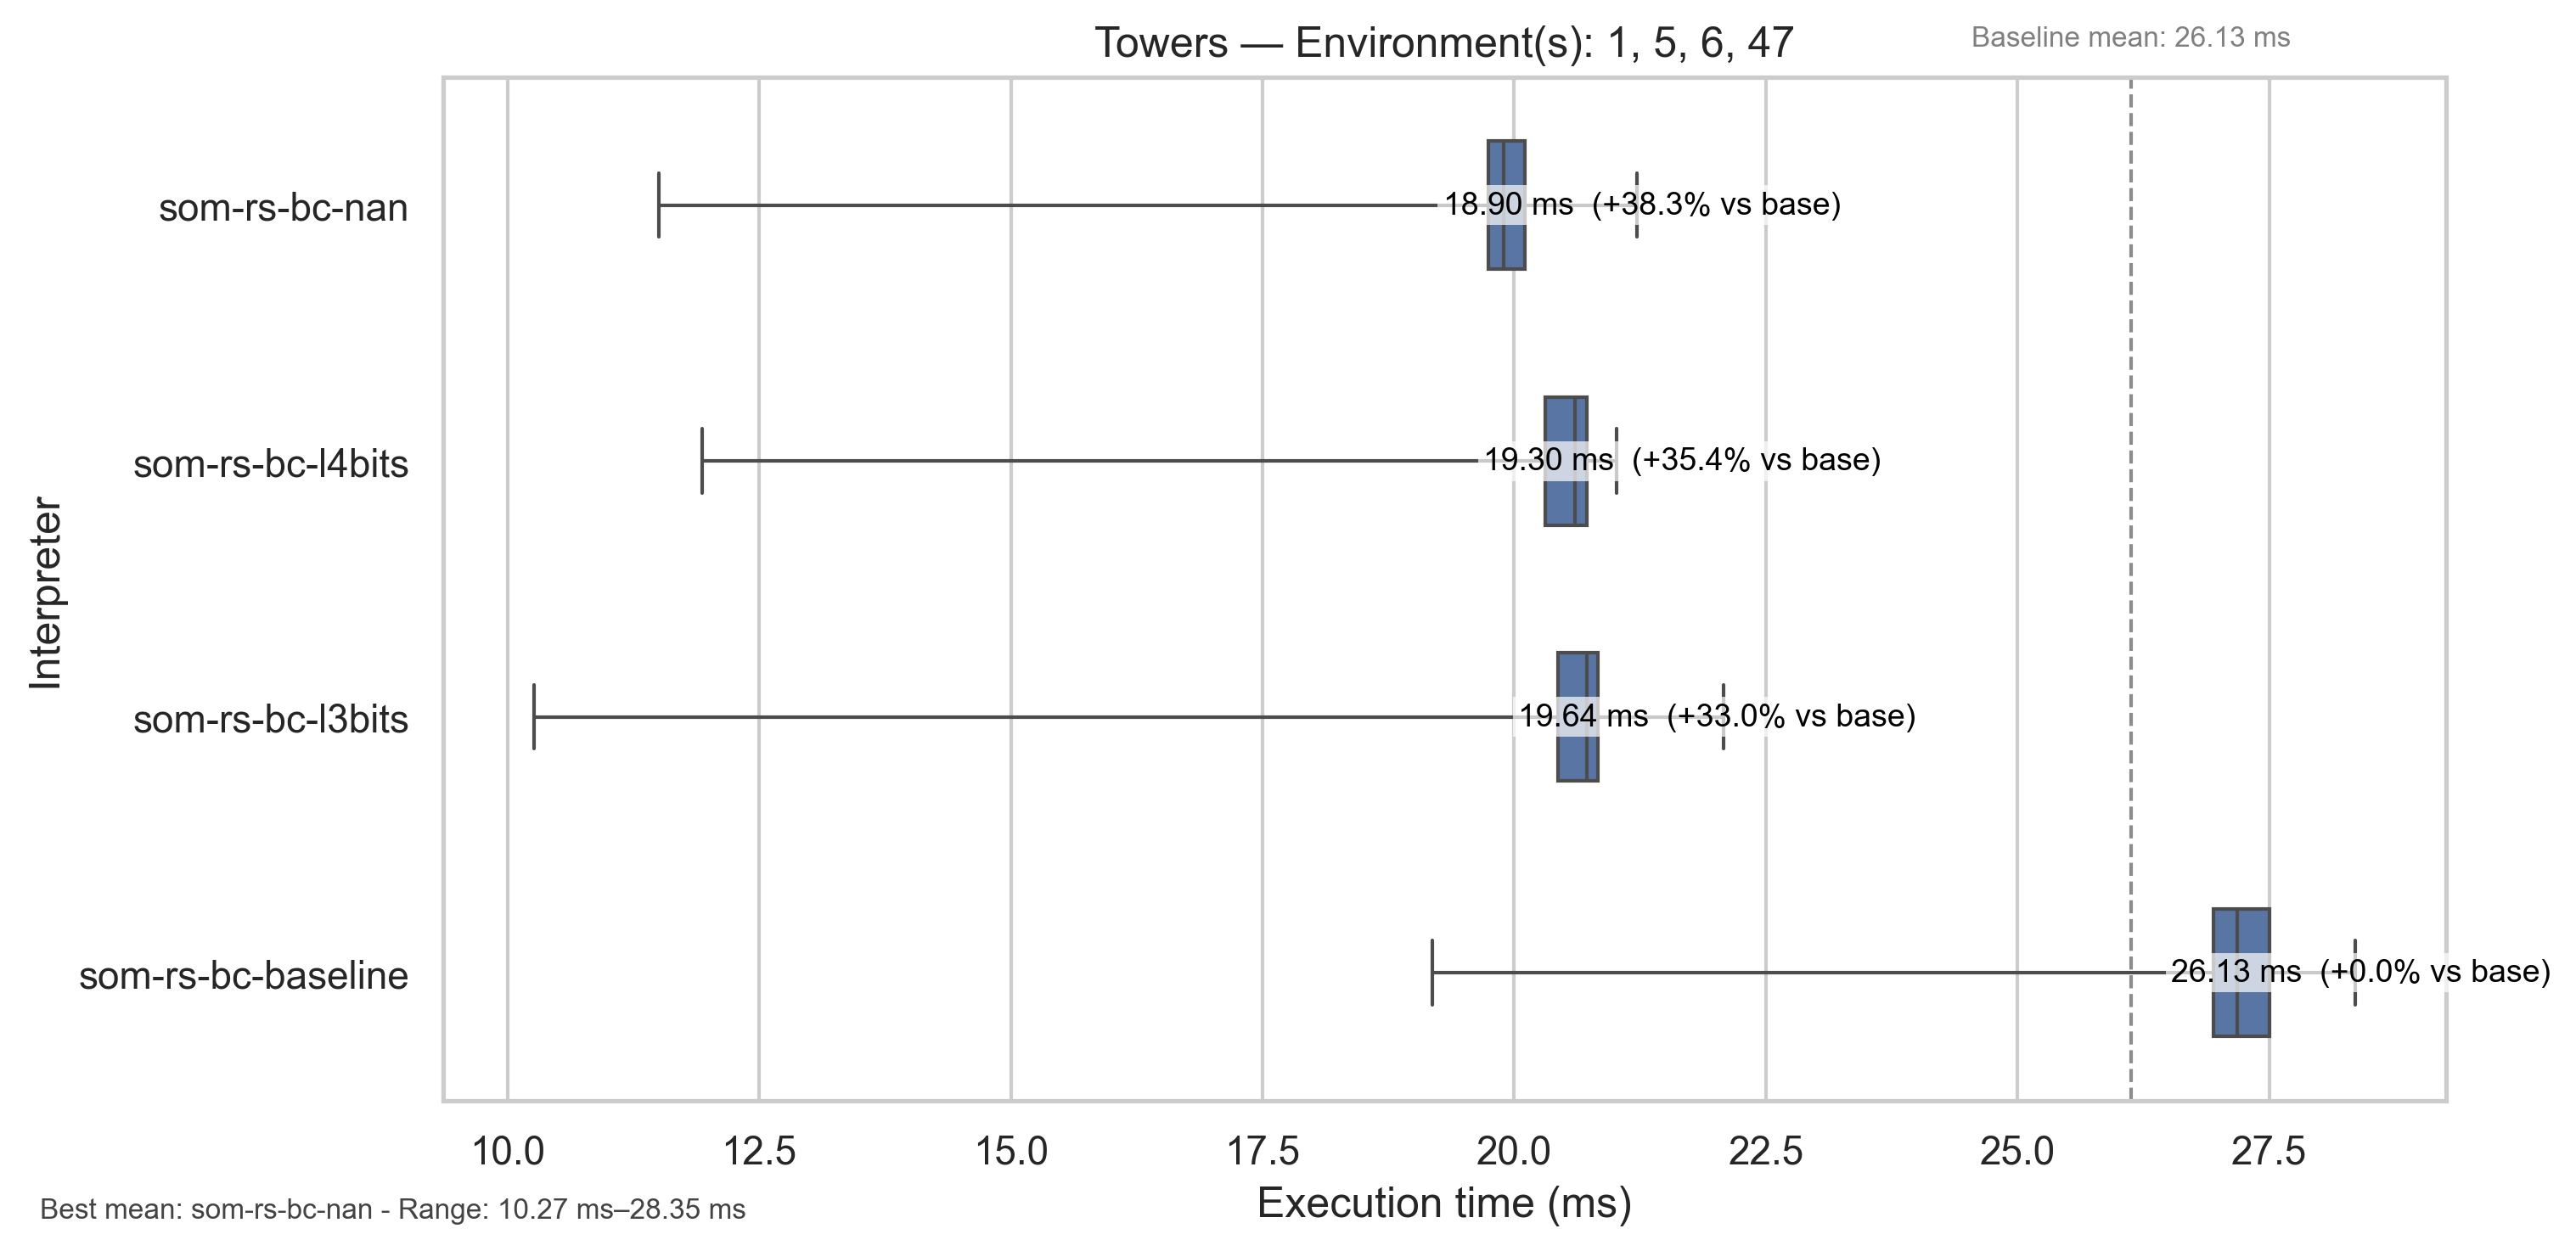 Towers — Environment(s): 1, 5, 6, 47
Baseline mean: 26.13 ms
Interpreter
som-rs-bc-nan
18.90 ms (+38.3% vs base)
som-rs-bc-l4bits
19.30 ms (+35.4% vs base)
som-rs-bc-l3bits
19.64 ms (+33.0% vs base)
som-rs-bc-baseline
26.13 ms (+0.0% vs base)
10.0 12.5 15.0 17.5 20.0 22.5 25.0 27.5
Execution time (ms)
Best mean: som-rs-bc-nan - Range: 10.27 ms–28.35 ms